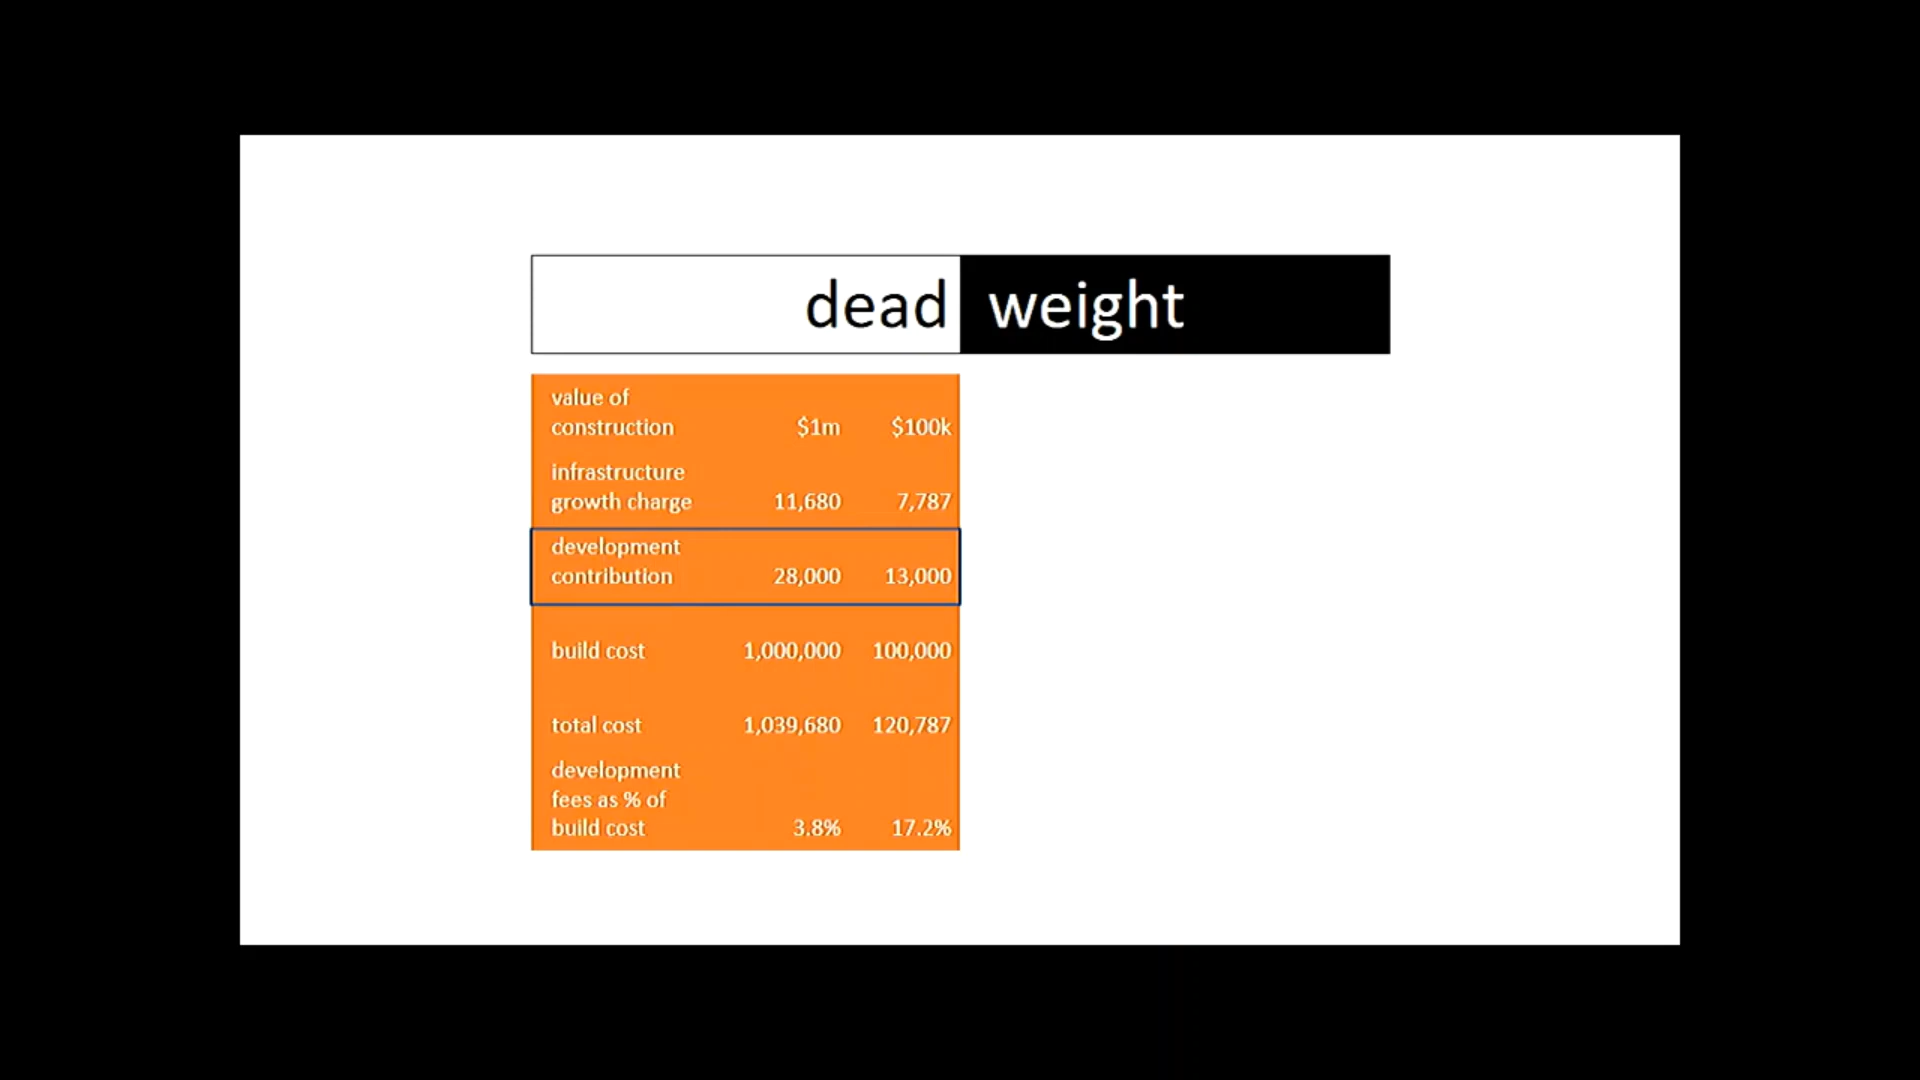 dead weight
value of
construction $1m $100k
infrastructure
growth charge 11,680 7,787
development
contribution 28,000 13,000
build cost 1,000,000 100,000
total cost 1,039,680 120,787
development
fees as % of
build cost 3.8% 17.2%